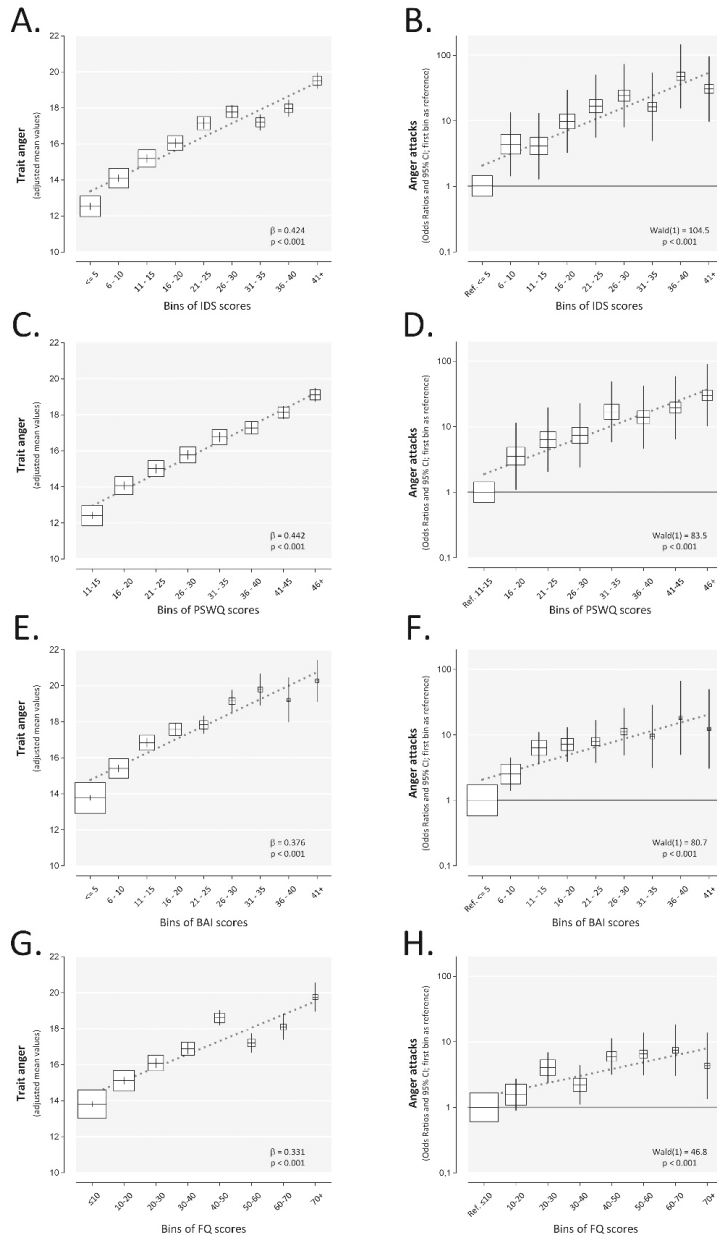 A.
22
20
18
16
14
12
10
Trait anger
(adjusted mean values)
β = 0.424
p < 0.001
<= 5
6 - 10
11 - 15
16 - 20
21 - 25
26 - 30
31 - 35
36 - 40
41+
Bins of IDS scores
B.
100
10
1
0,1
Anger attacks
(Odds Ratios and 95% CI; first bin as reference)
Wald(1) = 104.5
p < 0.001
Ref. <= 5
6 - 10
11 - 15
16 - 20
21 - 25
26 - 30
31 - 35
36 - 40
41+
Bins of IDS scores
C.
22
20
18
16
14
12
10
Trait anger
(adjusted mean values)
β = 0.442
p < 0.001
11-15
16 - 20
21 - 25
26 - 30
31 - 35
36 - 40
41-45
46+
Bins of PSWQ scores
D.
100
10
1
0,1
Anger attacks
(Odds Ratios and 95% CI; first bin as reference)
Wald(1) = 83.5
p < 0.001
Ref. 11-15
16 - 20
21 - 25
26 - 30
31 - 35
36 - 40
41-45
46+
Bins of PSWQ scores
E.
22
20
18
16
14
12
10
Trait anger
(adjusted mean values)
β = 0.376
p < 0.001
<= 5
6 - 10
11 - 15
16 - 20
21 - 25
26 - 30
31 - 35
36 - 40
41+
Bins of BAI scores
F.
100
10
1
0,1
Anger attacks
(Odds Ratios and 95% CI; first bin as reference)
Wald(1) = 80.7
p < 0.001
Ref. <= 5
6 - 10
11 - 15
16 - 20
21 - 25
26 - 30
31 - 35
36 - 40
41+
Bins of BAI scores
G.
22
20
18
16
14
12
10
Trait anger
(adjusted mean values)
β = 0.331
p < 0.001
≤10
10-20
20-30
30-40
40-50
50-60
60-70
70+
Bins of FQ scores
H.
100
10
1
0,1
Anger attacks
(Odds Ratios and 95% CI; first bin as reference)
Wald(1) = 46.8
p < 0.001
Ref. ≤10
10-20
20-30
30-40
40-50
50-60
60-70
70+
Bins of FQ scores